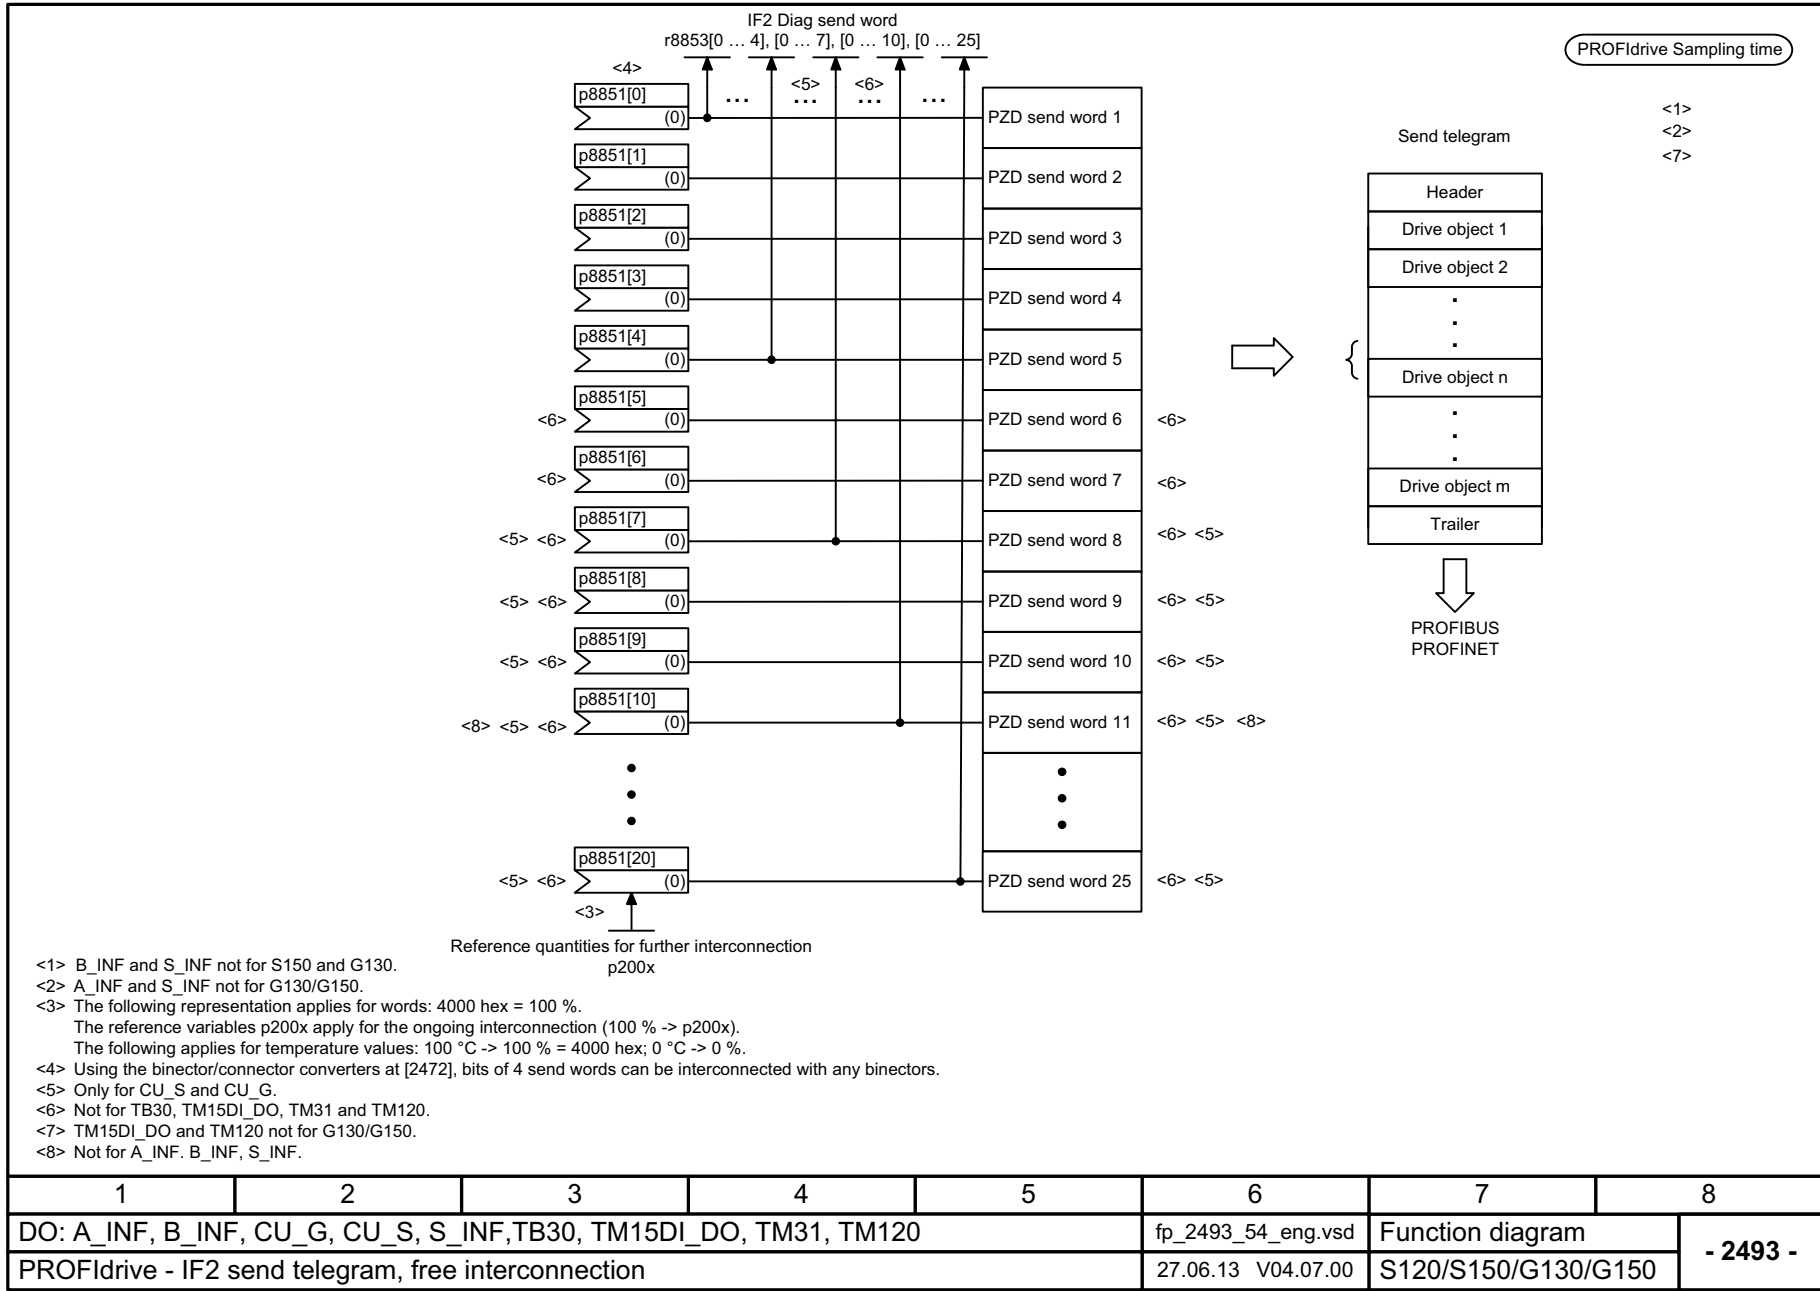 IF2 Diag send word
r8853[0 … 4], [0 … 7], [0 … 10], [0 … 25]
PROFIdrive Sampling time
<4>
<5>
<6>
... ... ... ...
p8851[0]
(0)
PZD send word 1
p8851[1]
(0)
PZD send word 2
p8851[2]
(0)
PZD send word 3
p8851[3]
(0)
PZD send word 4
p8851[4]
(0)
PZD send word 5
p8851[5]
<6> (0)
PZD send word 6 <6>
p8851[6]
<6> (0)
PZD send word 7 <6>
p8851[7]
<5> <6> (0)
PZD send word 8 <6> <5>
p8851[8]
<5> <6> (0)
PZD send word 9 <6> <5>
p8851[9]
<5> <6> (0)
PZD send word 10 <6> <5>
p8851[10]
<8> <5> <6> (0)
PZD send word 11 <6> <5> <8>
p8851[20]
<5> <6> (0)
PZD send word 25 <6> <5>
<3>
Reference quantities for further interconnection
p200x
<1>
<2>
<7>
Send telegram
Header
Drive object 1
Drive object 2
.
.
.
{
Drive object n
.
.
.
Drive object m
Trailer
PROFIBUS
PROFINET
<1> B_INF and S_INF not for S150 and G130.
<2> A_INF and S_INF not for G130/G150.
<3> The following representation applies for words: 4000 hex = 100 %.
The reference variables p200x apply for the ongoing interconnection (100 % -> p200x).
The following applies for temperature values: 100 °C -> 100 % = 4000 hex; 0 °C -> 0 %.
<4> Using the binector/connector converters at [2472], bits of 4 send words can be interconnected with any binectors.
<5> Only for CU_S and CU_G.
<6> Not for TB30, TM15DI_DO, TM31 and TM120.
<7> TM15DI_DO and TM120 not for G130/G150.
<8> Not for A_INF. B_INF, S_INF.
1 2 3 4 5 6 7 8
DO: A_INF, B_INF, CU_G, CU_S, S_INF,TB30, TM15DI_DO, TM31, TM120
fp_2493_54_eng.vsd
Function diagram
- 2493 -
PROFIdrive - IF2 send telegram, free interconnection
27.06.13 V04.07.00
S120/S150/G130/G150